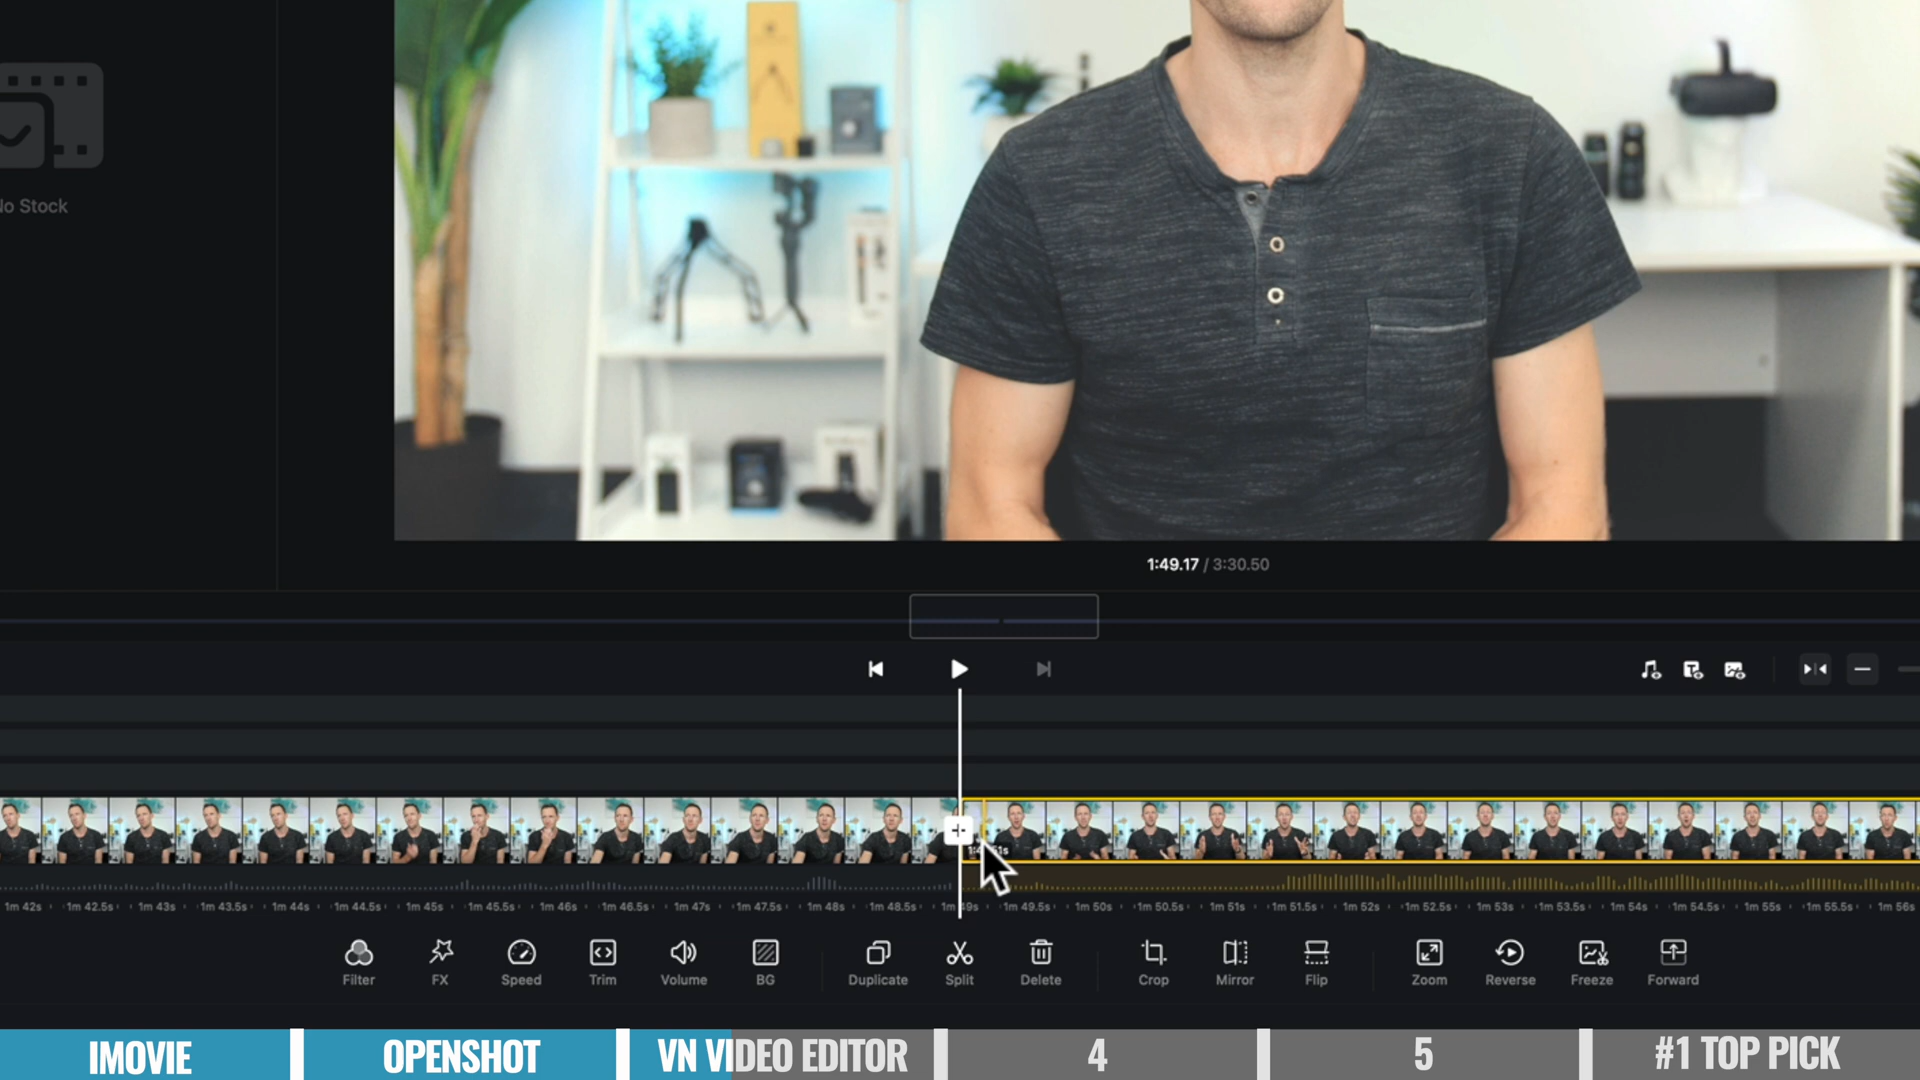 No Stock
1:49.17 / 3:30.50
1m 42s 1m 42.5s 1m 43s 1m 43.5s 1m 44s 1m 44.5s 1m 45s 1m 45.5s 1m 46s 1m 46.5s 1m 47s 1m 47.5s 1m 48s 1m 48.5s 1m 49s 1m 49.5s 1m 50s 1m 50.5s 1m 51s 1m 51.5s 1m 52s 1m 52.5s 1m 53s 1m 53.5s 1m 54s 1m 54.5s 1m 55s 1m 55.5s 1m 56s
Filter FX Speed Trim Volume BG Duplicate Split Delete Crop Mirror Flip Zoom Reverse Freeze Forward
IMOVIE OPENSHOT VN VIDEO EDITOR 4 5 #1 TOP PICK